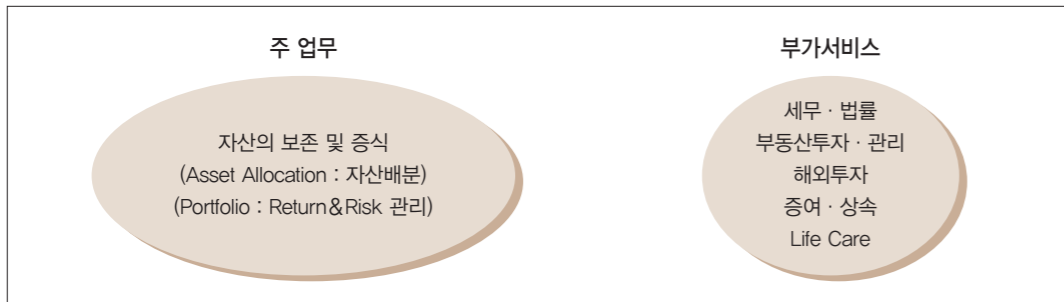 주 업무
자산의 보존 및 증식
(Asset Allocation : 자산배분)
(Portfolio : Return&Risk 관리)
부가서비스
세무 · 법률
부동산투자 · 관리
해외투자
증여 · 상속
Life Care